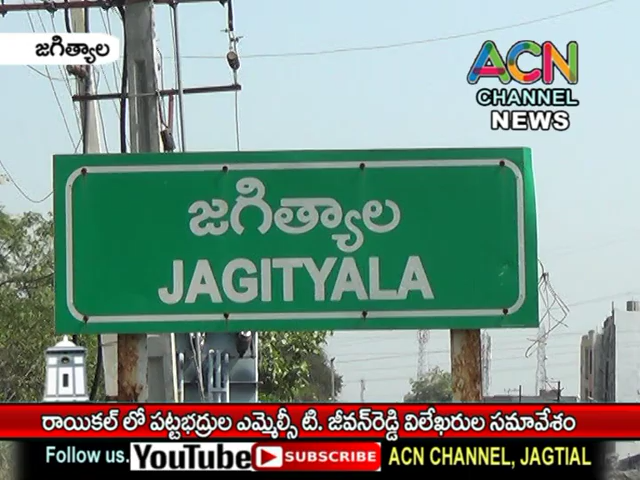 జగిత్యాల
ACN
CHANNEL
NEWS
జగిత్యాల
JAGITYALA
రాయికల్ లో పట్టభద్రుల ఎమ్మెల్సీ టి. జీవన్‌రెడ్డి విలేఖరుల సమావేశం
Follow us. YouTube SUBSCRIBE ACN CHANNEL, JAGTIAL